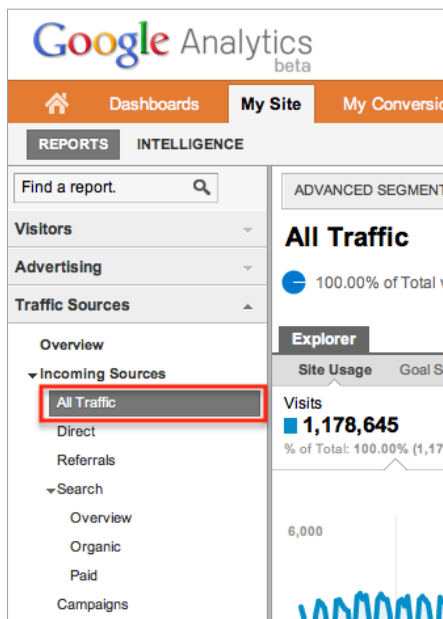 Google Analytics
beta
Dashboards My Site My Conversi
REPORTS INTELLIGENCE
Find a report.
ADVANCED SEGMENT
Visitors
Advertising
Traffic Sources
Overview
Incoming Sources
All Traffic
Direct
Referrals
Search
Overview
Organic
Paid
Campaigns
All Traffic
100.00% of Total v
Explorer
Site Usage Goal S
Visits
1,178,645
% of Total: 100.00% (1,17
6,000